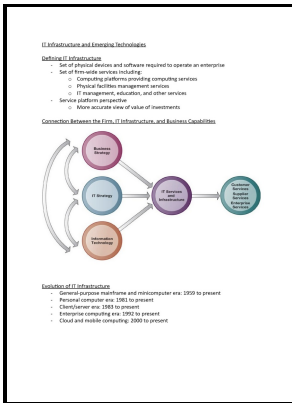 IT Infrastructure and Emerging Technologies
Defining IT Infrastructure
- Set of physical devices and software required to operate an enterprise
- Set of firm-wide services including:
o Computing platforms providing computing services
o Physical facilities management services
o IT management, education, and other services
- Service platform perspective
o More accurate view of value of investments
Connection Between the Firm, IT Infrastructure, and Business Capabilities
Business
Strategy
IT Strategy
Information
Technology
IT Services
and
Infrastructure
Customer
Services
Supplier
Services
Enterprise
Services
Evolution of IT Infrastructure
- General-purpose mainframe and minicomputer era: 1959 to present
- Personal computer era: 1981 to present
- Client/server era: 1983 to present
- Enterprise computing era: 1992 to present
- Cloud and mobile computing: 2000 to present